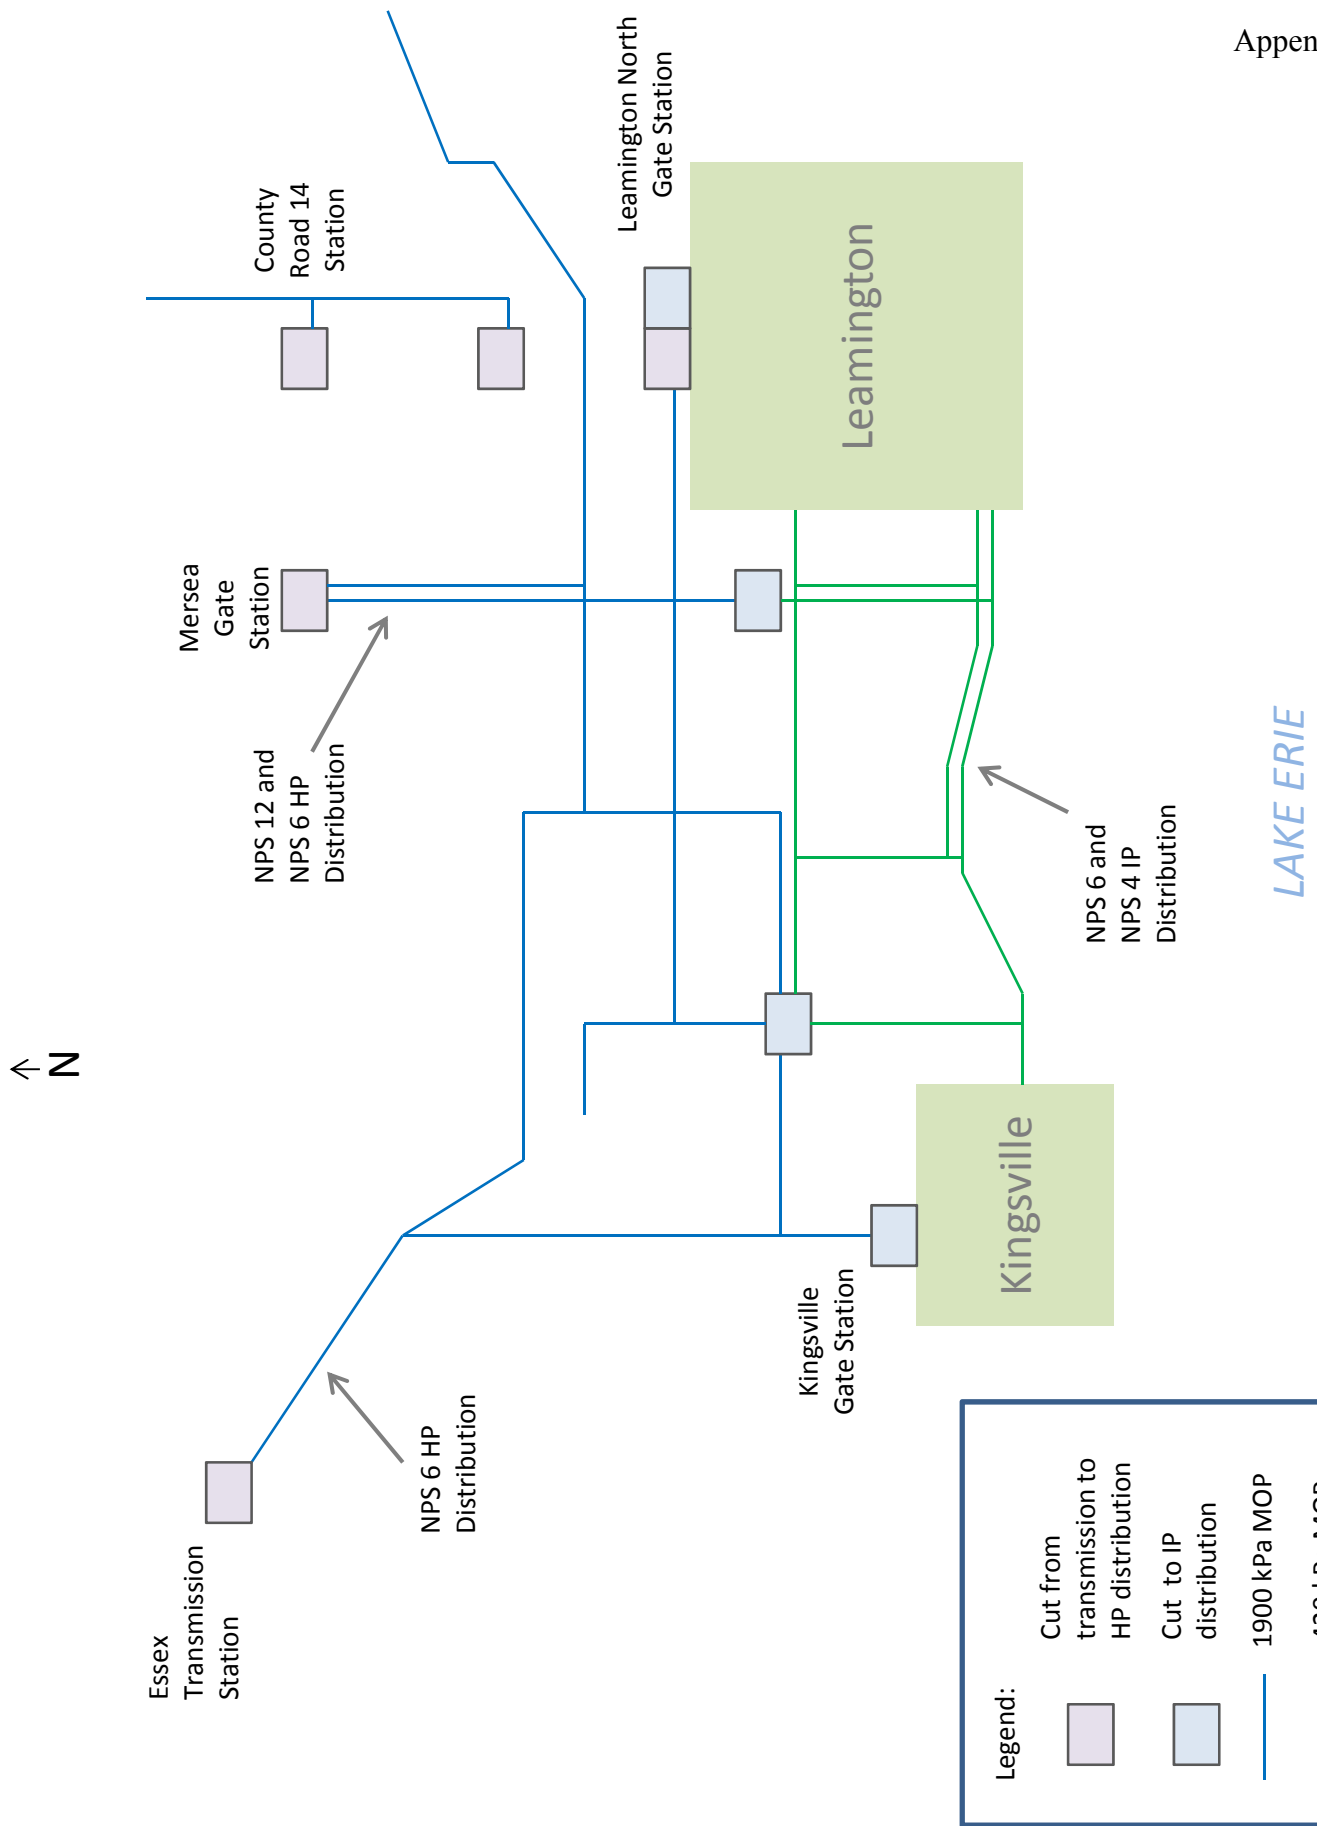 Appen
N
Essex
Transmission
Station
NPS 6 HP
Distribution
NPS 12 and
NPS 6 HP
Distribution
Mersea
Gate
Station
County
Road 14
Station
Leamington North
Gate Station
Leamington
Kingsville
Gate Station
Kingsville
NPS 6 and
NPS 4 IP
Distribution
LAKE ERIE
Legend:
Cut from
transmission to
HP distribution
Cut to IP
distribution
1900 kPa MOP